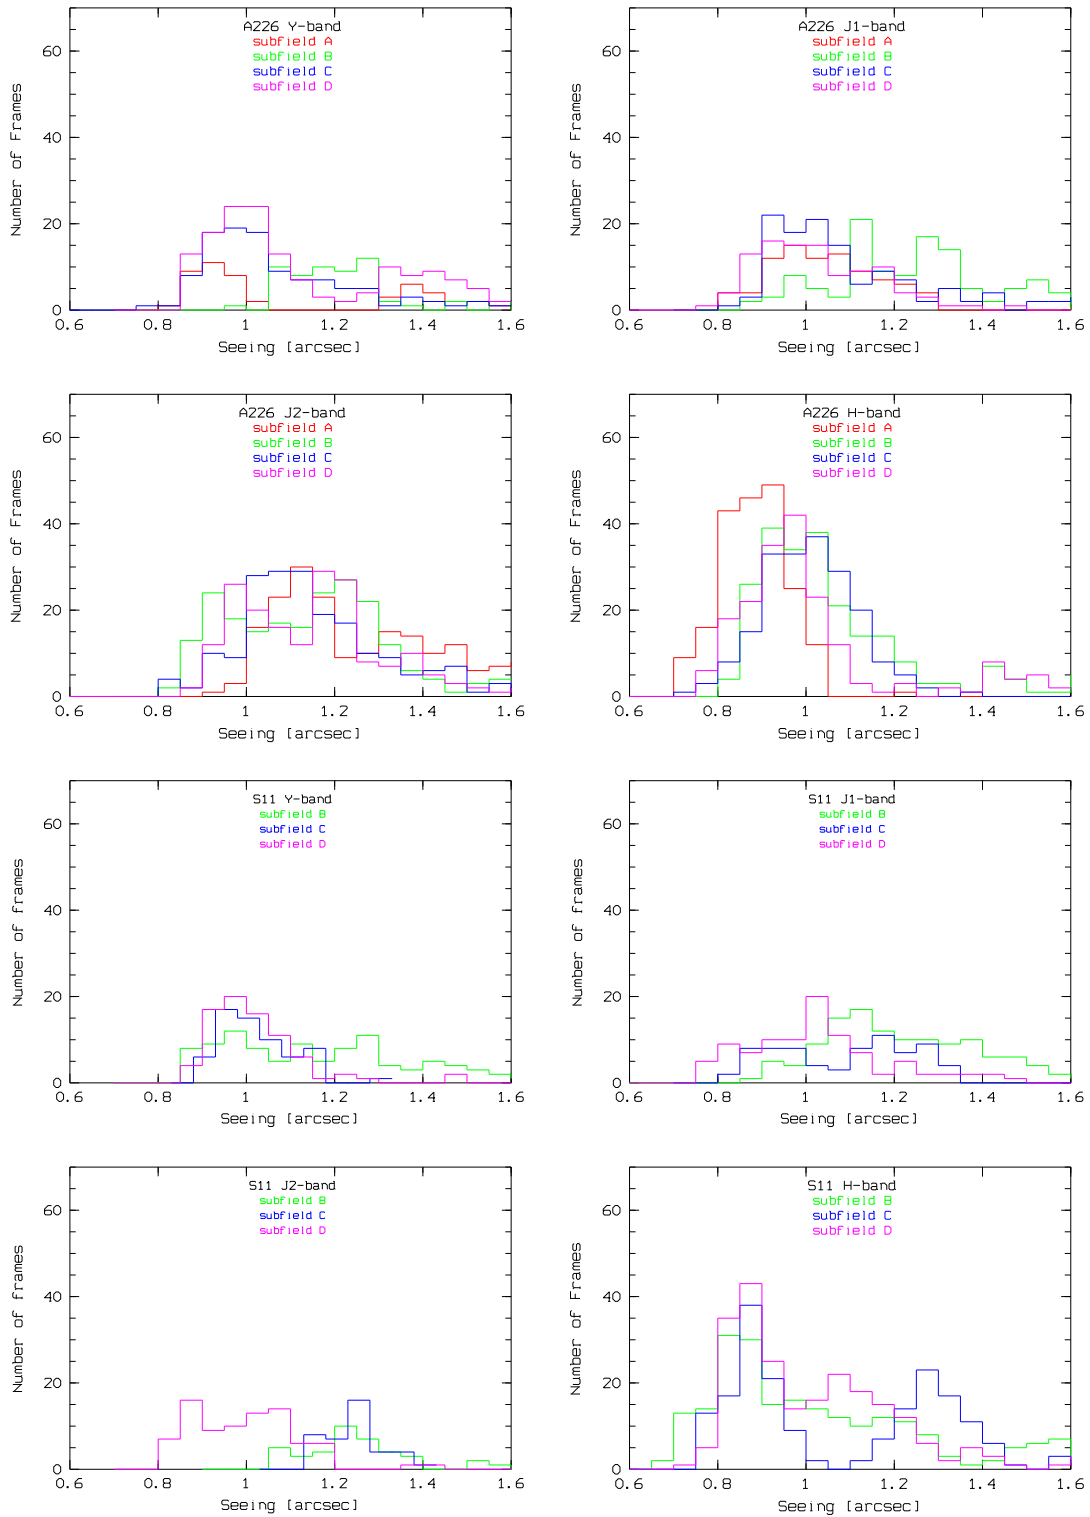 A226 Y-band
subfield A
subfield B
subfield C
subfield D
Number of Frames
60
40
20
0
0.6 0.8 1 1.2 1.4 1.6
Seeing [arcsec]
A226 J1-band
subfield A
subfield B
subfield C
subfield D
Number of Frames
60
40
20
0
0.6 0.8 1 1.2 1.4 1.6
Seeing [arcsec]
A226 J2-band
subfield A
subfield B
subfield C
subfield D
Number of Frames
60
40
20
0
0.6 0.8 1 1.2 1.4 1.6
Seeing [arcsec]
A226 H-band
subfield A
subfield B
subfield C
subfield D
Number of Frames
60
40
20
0
0.6 0.8 1 1.2 1.4 1.6
Seeing [arcsec]
S11 Y-band
subfield B
subfield C
subfield D
Number of frames
60
40
20
0
0.6 0.8 1 1.2 1.4 1.6
Seeing [arcsec]
S11 J1-band
subfield B
subfield C
subfield D
Number of frames
60
40
20
0
0.6 0.8 1 1.2 1.4 1.6
Seeing [arcsec]
S11 J2-band
subfield B
subfield C
subfield D
Number of frames
60
40
20
0
0.6 0.8 1 1.2 1.4 1.6
Seeing [arcsec]
S11 H-band
subfield B
subfield C
subfield D
Number of Frames
60
40
20
0
0.6 0.8 1 1.2 1.4 1.6
Seeing [arcsec]